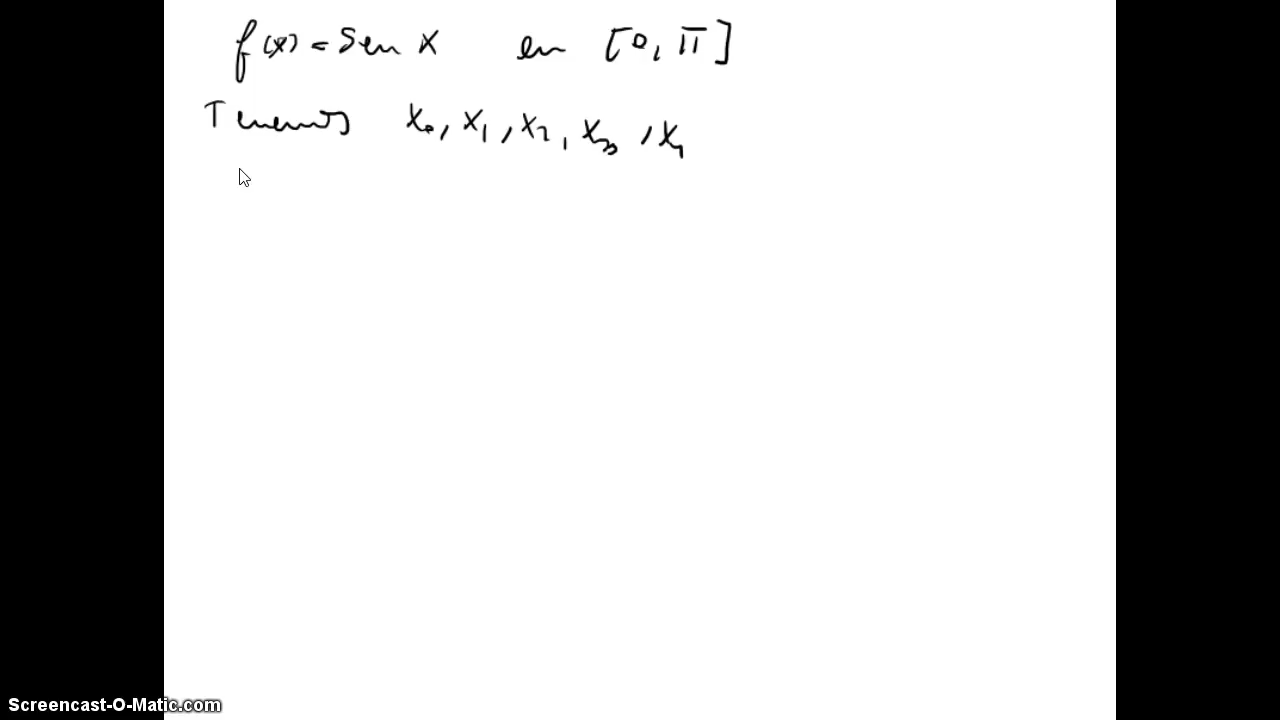 f(x) = Sen x en [0, π]
Tenemos x₀, x₁, x₂, x₃, x₄
Screencast-O-Matic.com